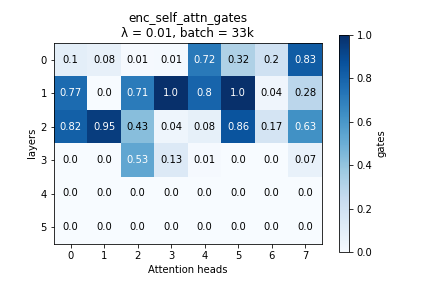 enc_self_attn_gates
λ = 0.01, batch = 33k
0 0.1 0.08 0.01 0.01 0.72 0.32 0.2 0.83
1 0.77 0.0 0.71 1.0 0.8 1.0 0.04 0.28
2 0.82 0.95 0.43 0.04 0.08 0.86 0.17 0.63
3 0.0 0.0 0.53 0.13 0.01 0.0 0.0 0.07
4 0.0 0.0 0.0 0.0 0.0 0.0 0.0 0.0
5 0.0 0.0 0.0 0.0 0.0 0.0 0.0 0.0
0 1 2 3 4 5 6 7
Attention heads
layers
1.0
0.8
0.6
0.4
0.2
0.0
gates